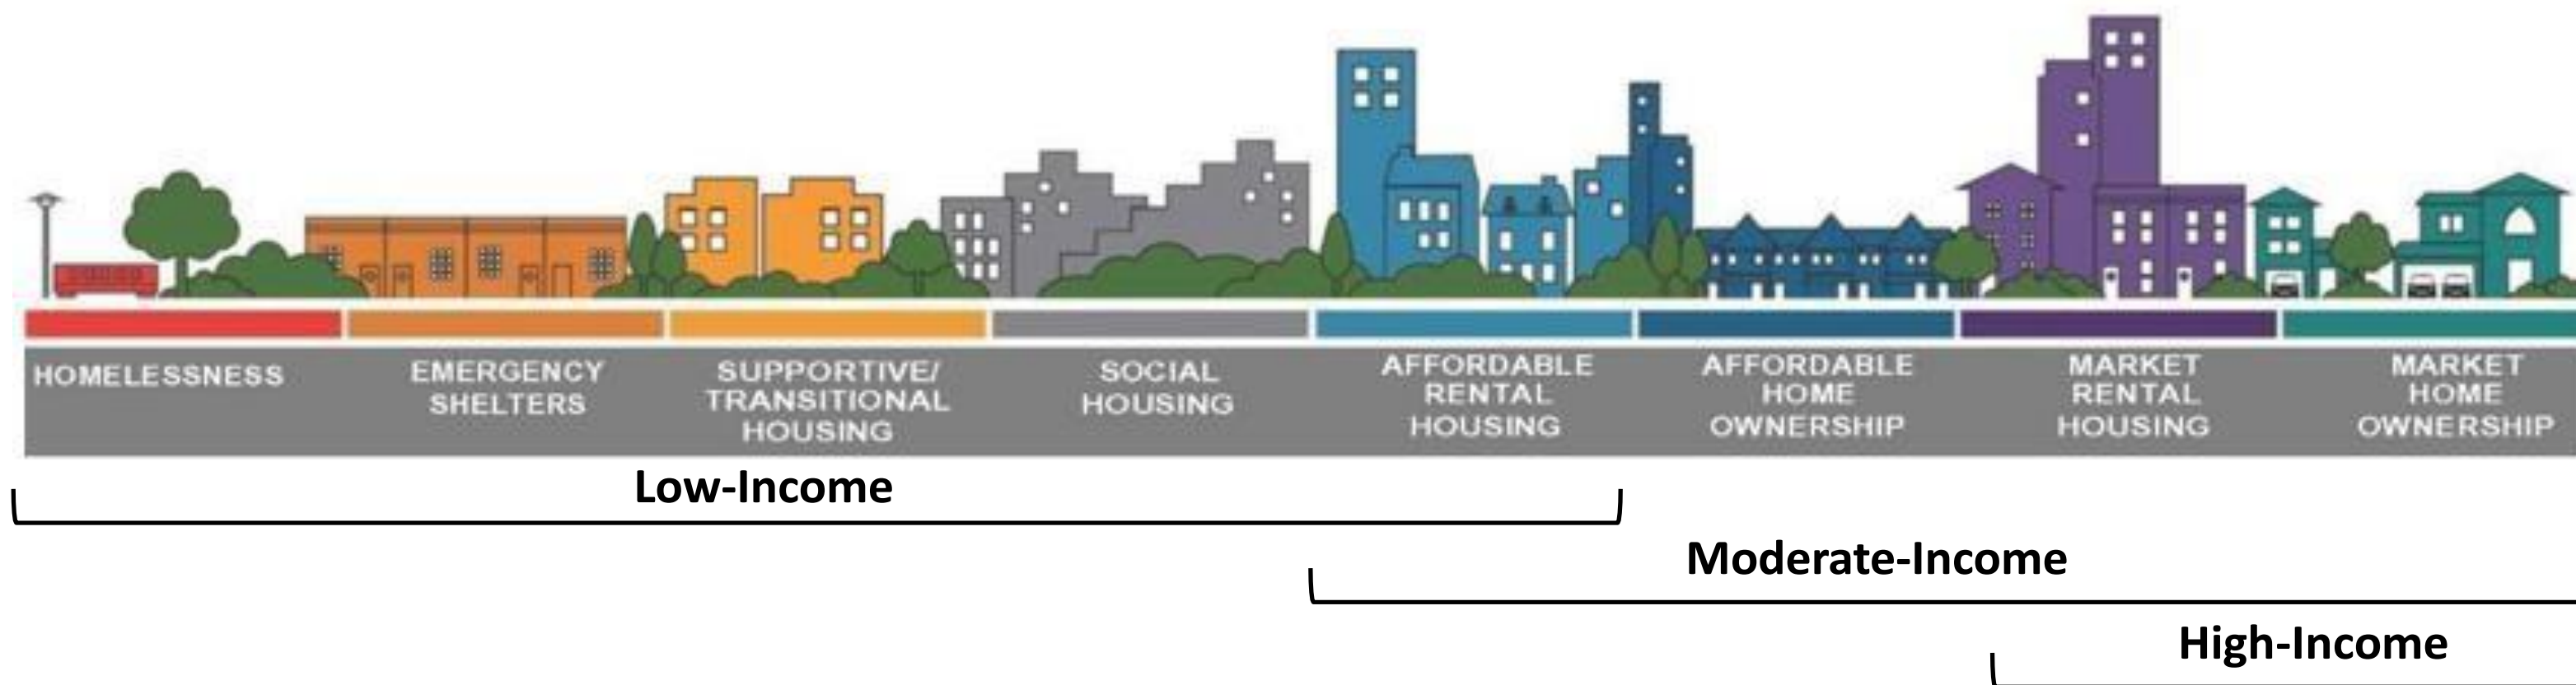 HOMELESSNESS
EMERGENCY
SHELTERS
SUPPORTIVE/
TRANSITIONAL
HOUSING
SOCIAL
HOUSING
AFFORDABLE
RENTAL
HOUSING
AFFORDABLE
HOME
OWNERSHIP
MARKET
RENTAL
HOUSING
MARKET
HOME
OWNERSHIP
Low-Income
Moderate-Income
High-Income